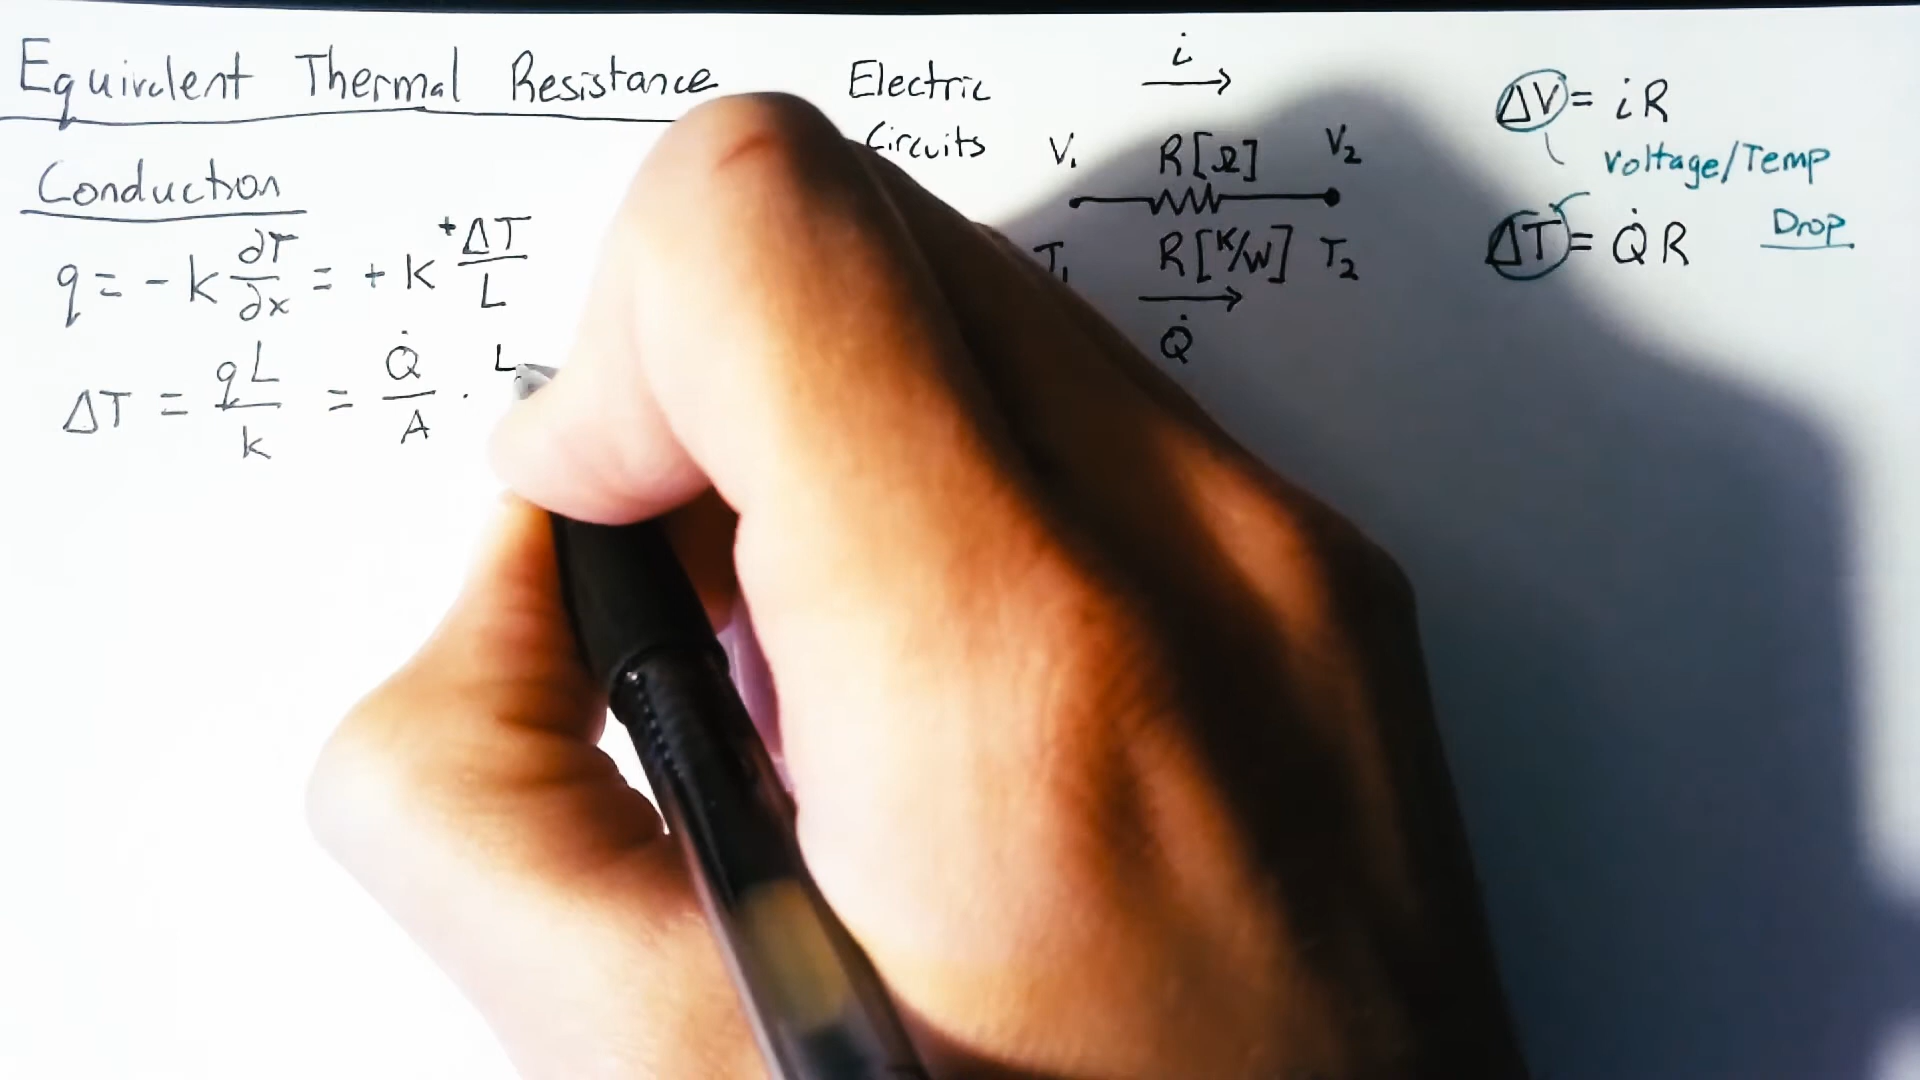 Equivalent Thermal Resistance
Conduction
q = - k ∂T/∂x = + k +ΔT/L
ΔT = qL/k = Q̇/A · L
Electric
Circuits
i
V₁ R[Ω] V₂
T₁ R[K/W] T₂
Q̇
ΔV = iR
Voltage/Temp
Drop
ΔT = Q̇R